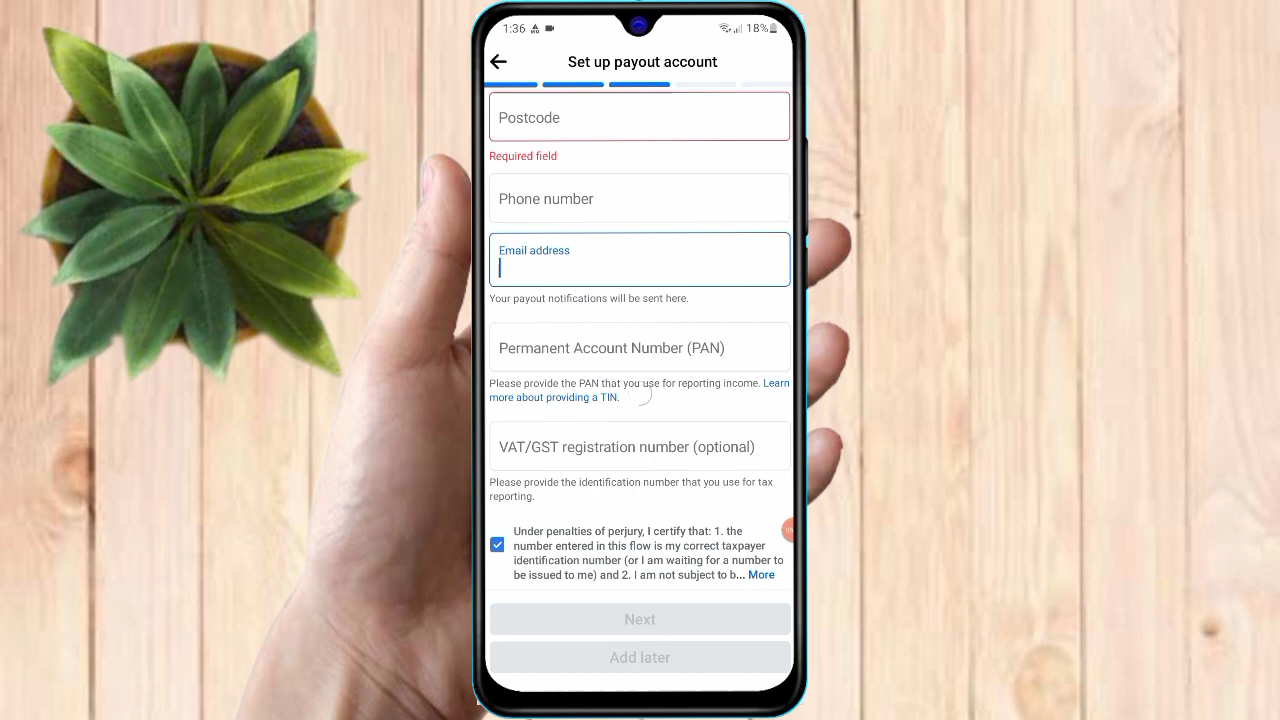 1:36 18%
Set up payout account
Postcode
Required field
Phone number
Email address
Your payout notifications will be sent here.
Permanent Account Number (PAN)
Please provide the PAN that you use for reporting income. Learn
more about providing a TIN.
VAT/GST registration number (optional)
Please provide the identification number that you use for tax
reporting.
Under penalties of perjury, I certify that: 1. the
number entered in this flow is my correct taxpayer
identification number (or I am waiting for a number to
be issued to me) and 2. I am not subject to b... More
Next
Add later